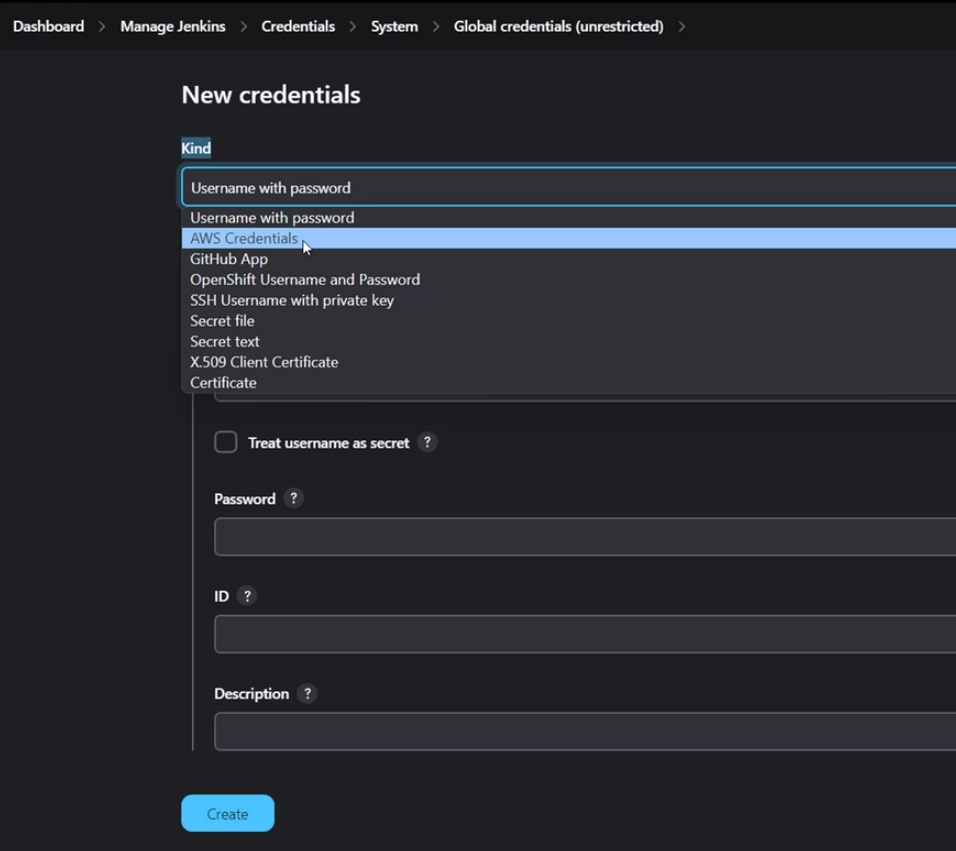 Dashboard > Manage Jenkins > Credentials > System > Global credentials (unrestricted) >
New credentials
Kind
Username with password
Username with password
AWS Credentials
GitHub App
OpenShift Username and Password
SSH Username with private key
Secret file
Secret text
X.509 Client Certificate
Certificate
Treat username as secret ?
Password ?
ID ?
Description ?
Create